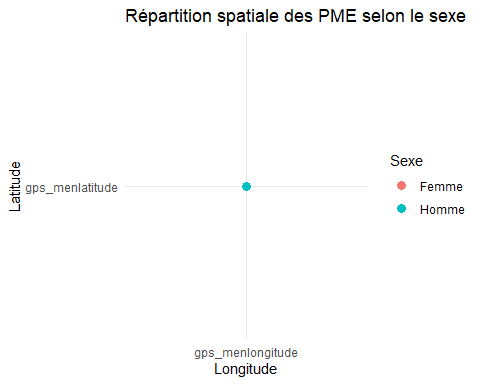 Répartition spatiale des PME selon le sexe
Latitude
gps_menlatitude
Sexe
Femme
Homme
gps_menlongitude
Longitude